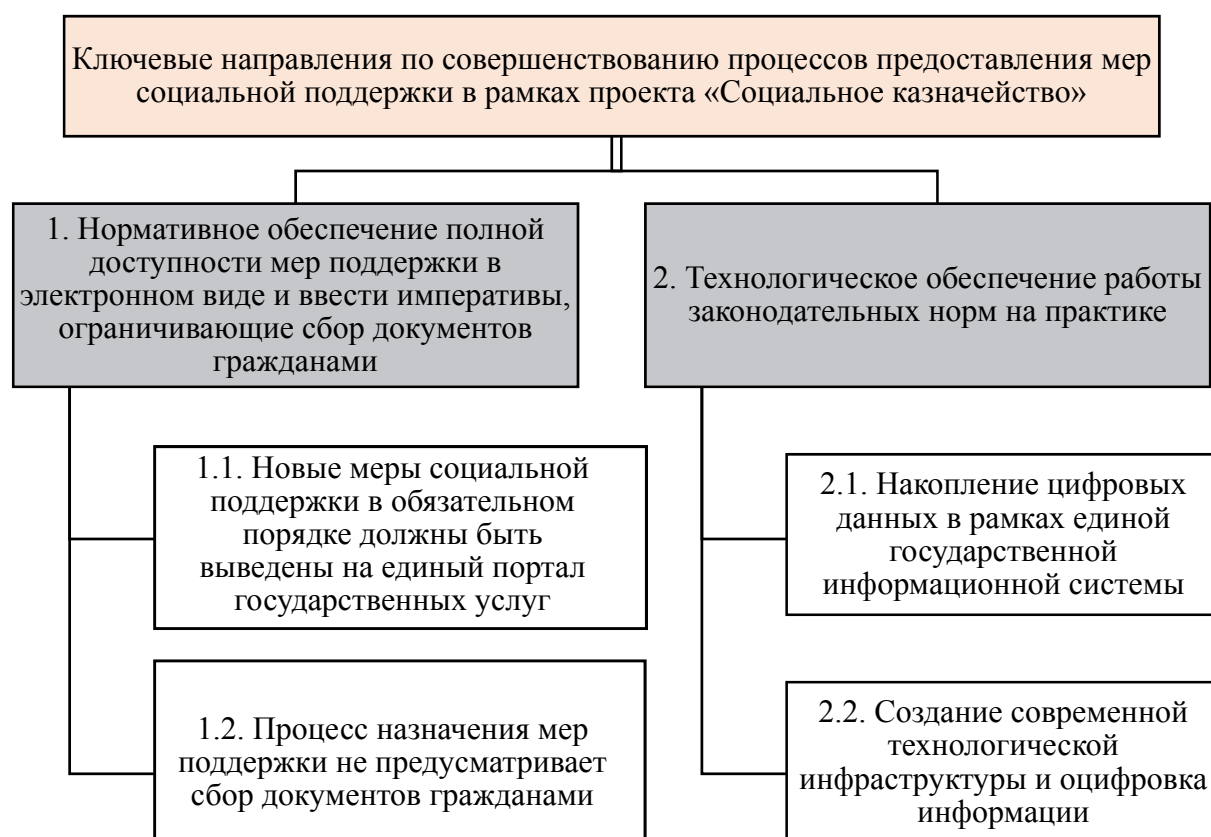 Ключевые направления по совершенствованию процессов предоставления мер
социальной поддержки в рамках проекта «Социальное казначейство»
1. Нормативное обеспечение полной
доступности мер поддержки в
электронном виде и ввести императивы,
ограничивающие сбор документов
гражданами
1.1. Новые меры социальной
поддержки в обязательном
порядке должны быть
выведены на единый портал
государственных услуг
1.2. Процесс назначения мер
поддержки не предусматривает
сбор документов гражданами
2. Технологическое обеспечение работы
законодательных норм на практике
2.1. Накопление цифровых
данных в рамках единой
государственной
информационной системы
2.2. Создание современной
технологической
инфраструктуры и оцифровка
информации